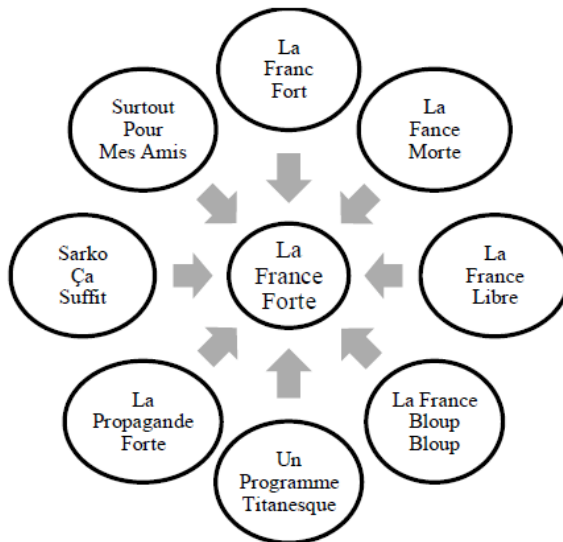 La
Franc
Fort
Surtout
Pour
Mes Amis
La
Fance
Morte
Sarko
Ça
Suffit
La
France
Forte
La
France
Libre
La
Propagande
Forte
La France
Bloup
Bloup
Un
Programme
Titanesque